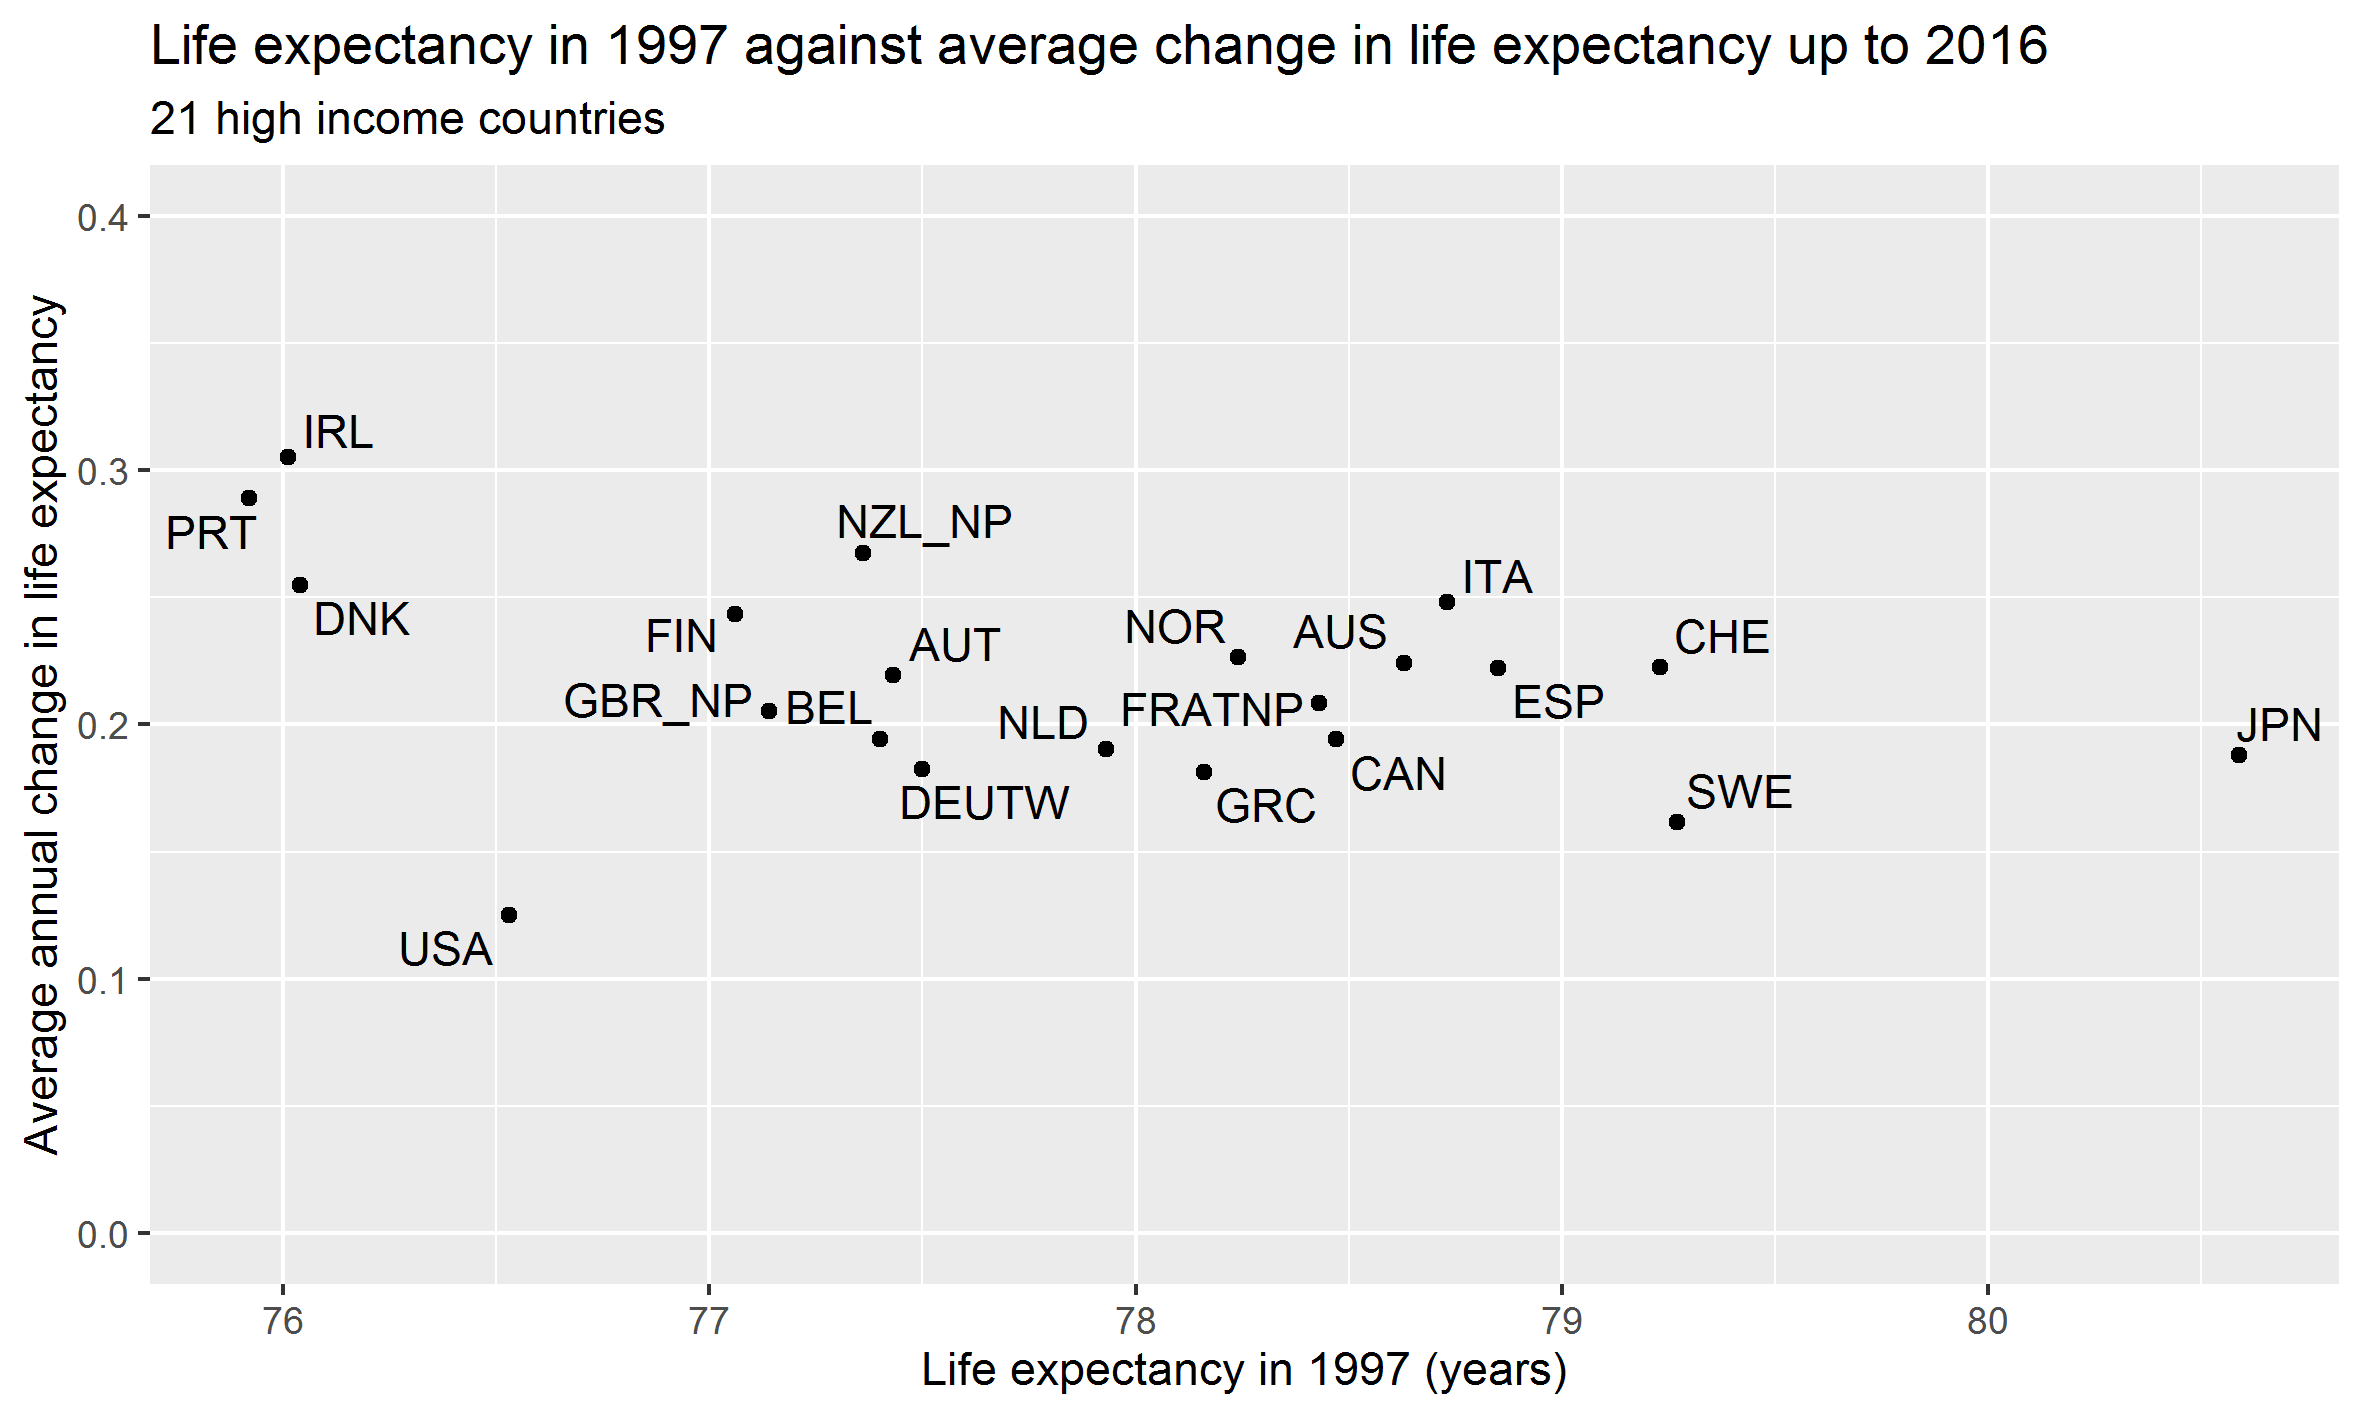 Life expectancy in 1997 against average change in life expectancy up to 2016
21 high income countries
Average annual change in life expectancy
0.4
0.3
0.2
0.1
0.0
IRL
PRT
NZL_NP
DNK
ITA
FIN
AUT
NOR
AUS
CHE
GBR_NP
BEL
NLD
FRATNP
ESP
JPN
DEUTW
GRC
CAN
SWE
USA
76
77
78
79
80
Life expectancy in 1997 (years)